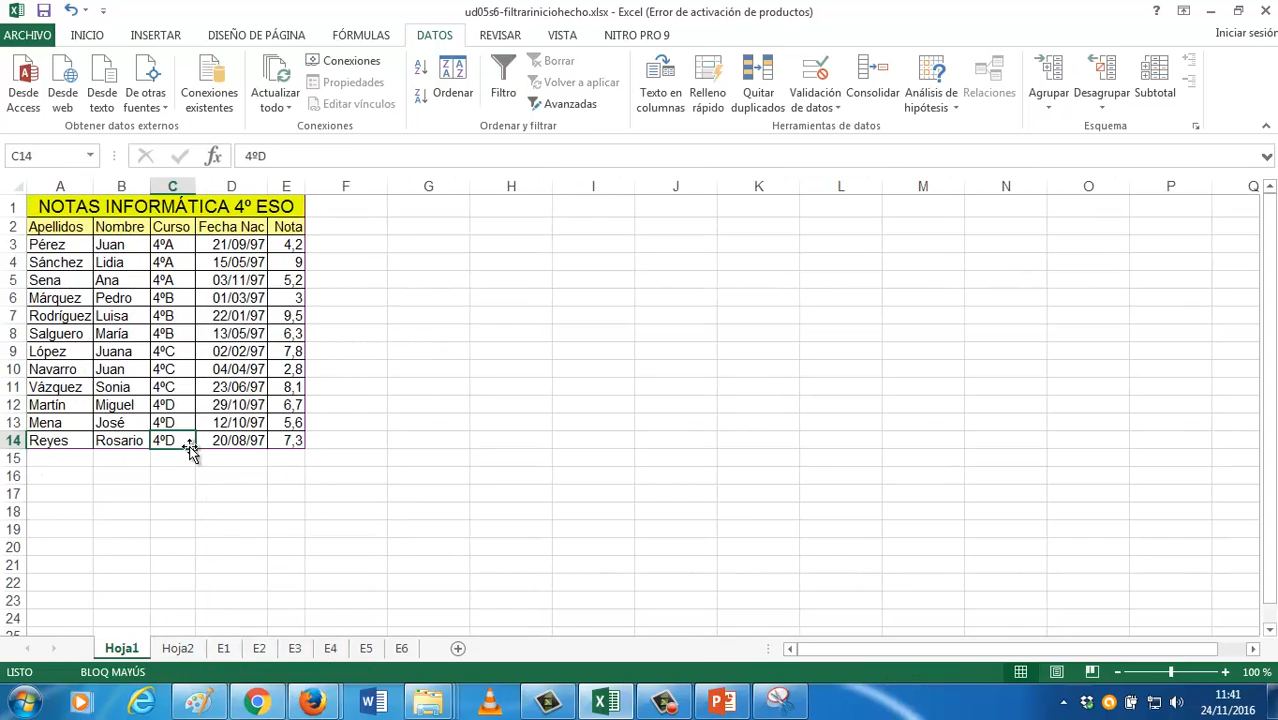 ud05s6-filtrariniciohecho.xlsx - Excel (Error de activación de productos)
ARCHIVO INICIO INSERTAR DISEÑO DE PÁGINA FÓRMULAS DATOS REVISAR VISTA NITRO PRO 9 Iniciar sesión
Desde Access
Desde web
Desde texto
De otras fuentes
Conexiones existentes
Obtener datos externos
Actualizar todo
Conexiones
Propiedades
Editar vínculos
Conexiones
Ordenar
Filtro
Borrar
Volver a aplicar
Avanzadas
Ordenar y filtrar
Texto en columnas
Relleno rápido
Quitar duplicados
Validación de datos
Consolidar
Análisis de hipótesis
Relaciones
Herramientas de datos
Agrupar
Desagrupar
Subtotal
Esquema
C14 fx 4ºD
A B C D E F G H I J K L M N O P Q
1 NOTAS INFORMÁTICA 4º ESO
2 Apellidos Nombre Curso Fecha Nac Nota
3 Pérez Juan 4ºA 21/09/97 4,2
4 Sánchez Lidia 4ºA 15/05/97 9
5 Sena Ana 4ºA 03/11/97 5,2
6 Márquez Pedro 4ºB 01/03/97 3
7 Rodríguez Luisa 4ºB 22/01/97 9,5
8 Salguero María 4ºB 13/05/97 6,3
9 López Juana 4ºC 02/02/97 7,8
10 Navarro Juan 4ºC 04/04/97 2,8
11 Vázquez Sonia 4ºC 23/06/97 8,1
12 Martín Miguel 4ºD 29/10/97 6,7
13 Mena José 4ºD 12/10/97 5,6
14 Reyes Rosario 4ºD 20/08/97 7,3
15
16
17
18
19
20
21
22
23
24
25
Hoja1 Hoja2 E1 E2 E3 E4 E5 E6
LISTO BLOQ MAYÚS 100 %
11:41
24/11/2016